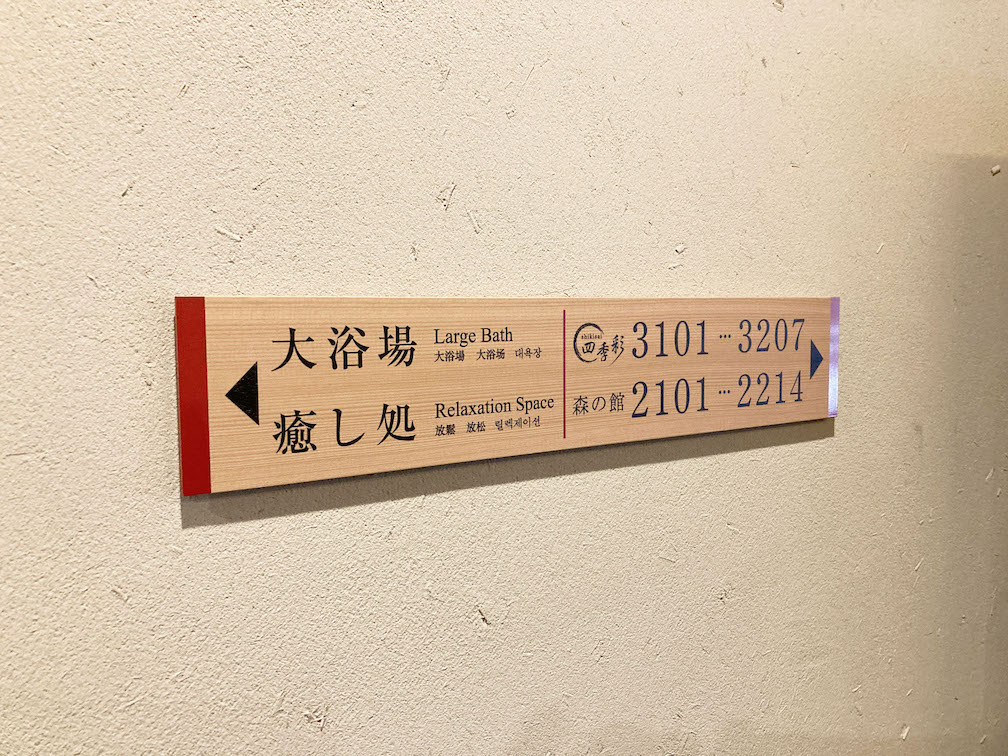 大浴場
Large Bath
大浴場 大浴场 대욕장
癒し処
Relaxation Space
放鬆 放松 릴렉제이션
shikisai
四季彩 3101…3207
森の館 2101…2214